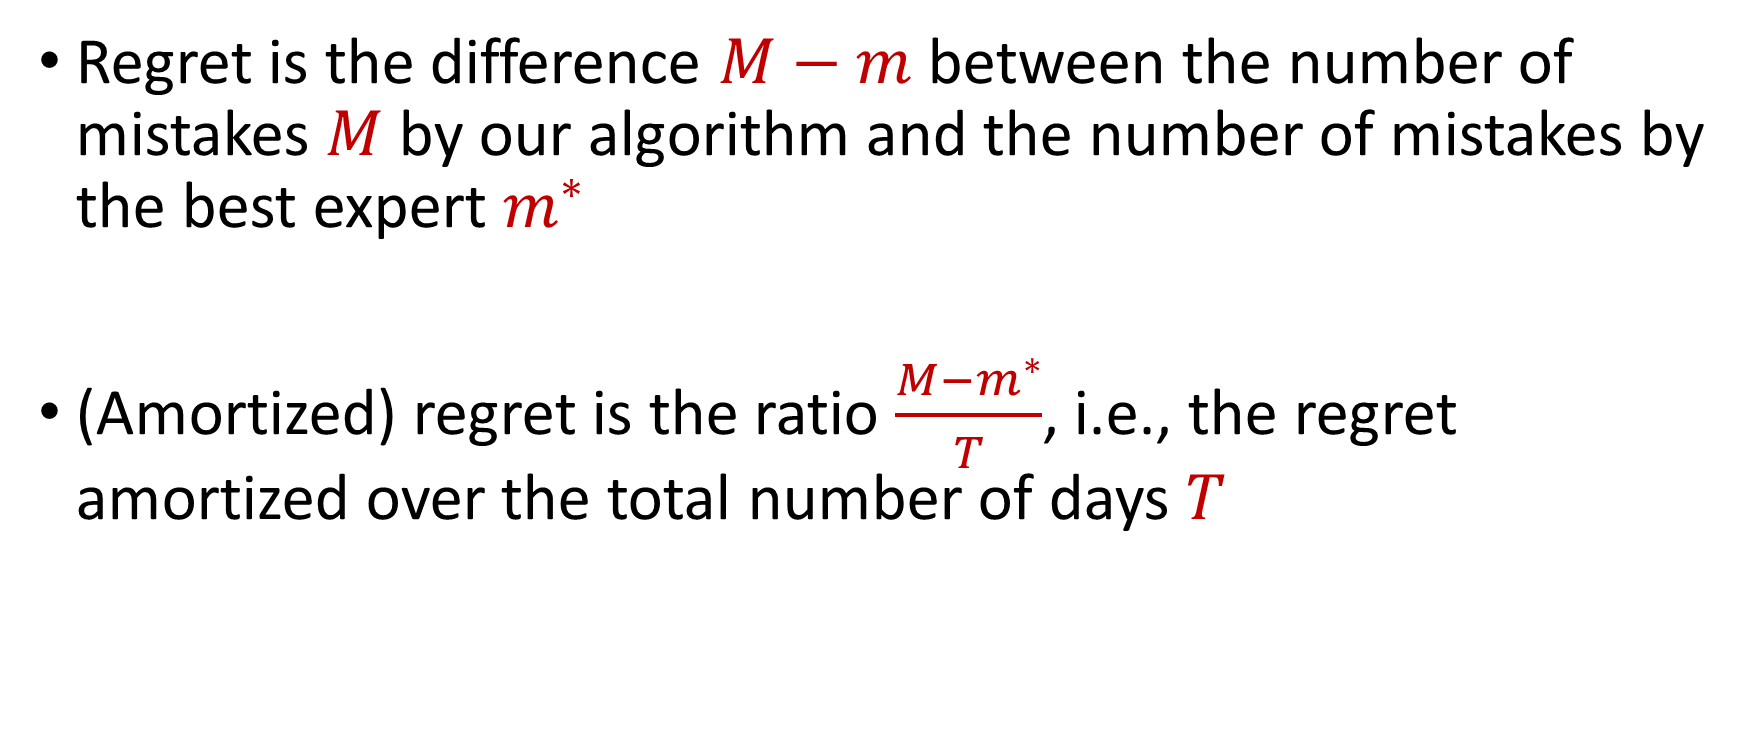 • Regret is the difference M − m between the number of
mistakes M by our algorithm and the number of mistakes by
the best expert m*
• (Amortized) regret is the ratio \frac{M−m*}{T}, i.e., the regret
amortized over the total number of days T